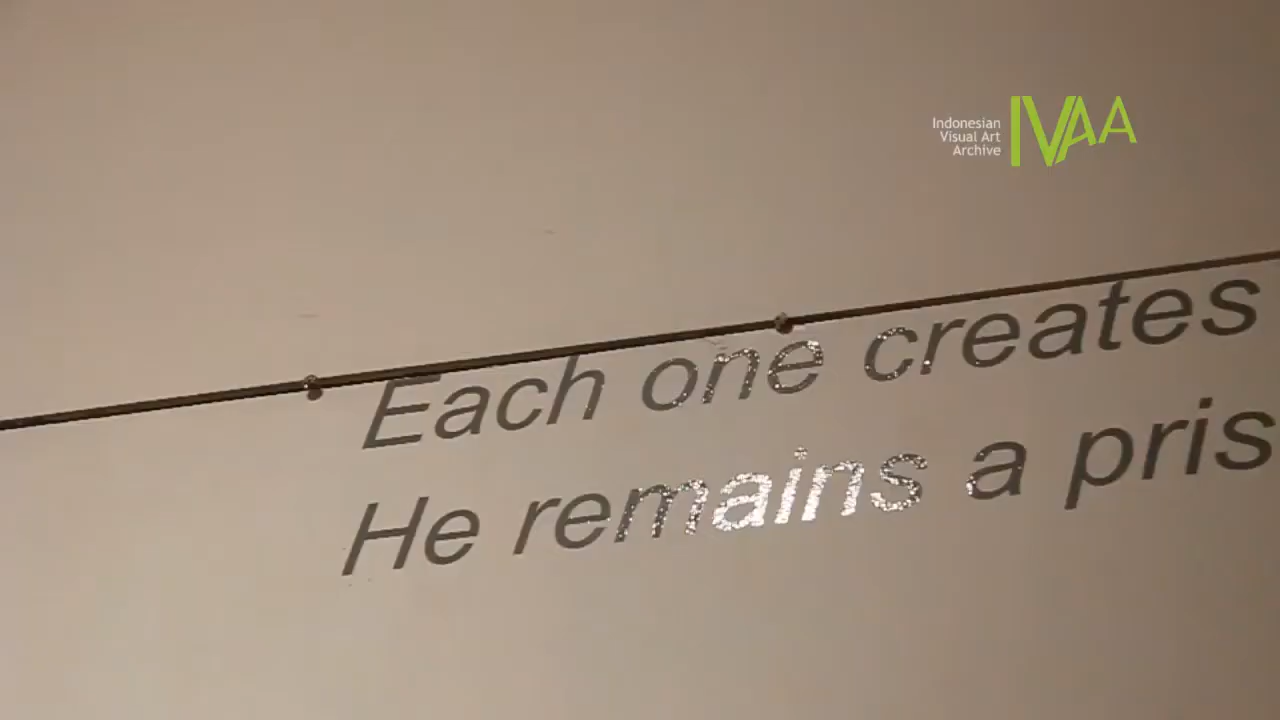 Indonesian
Visual Art
Archive
IVAA
Each one creates
He remains a pris